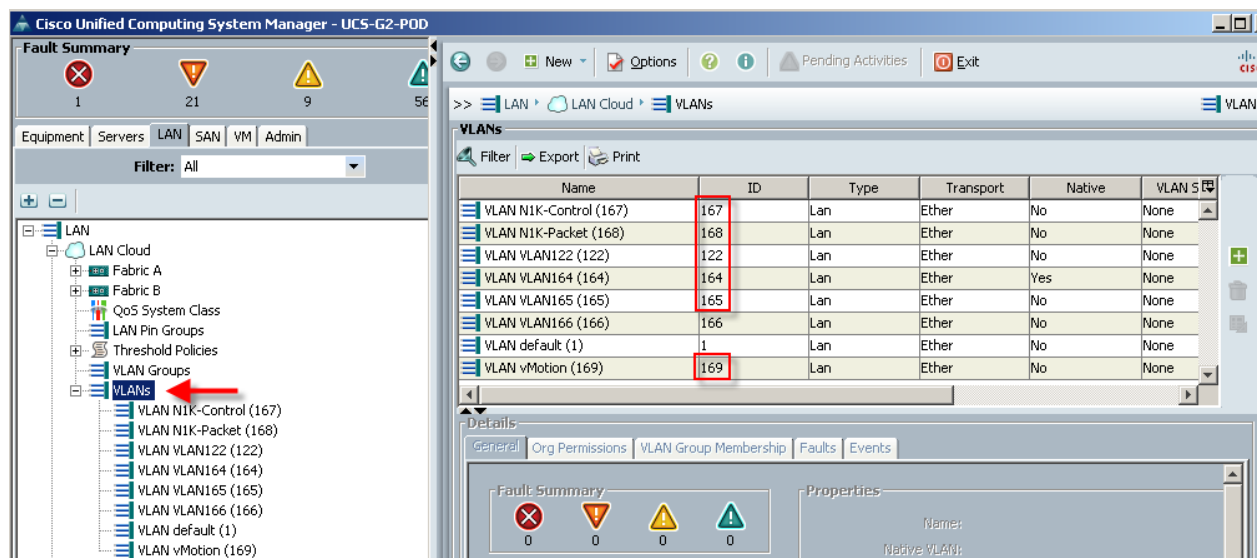 Cisco Unified Computing System Manager - UCS-G2-POD
Fault Summary
1 21 9 56
Equipment Servers LAN SAN VM Admin
Filter: All
LAN
LAN Cloud
Fabric A
Fabric B
QoS System Class
LAN Pin Groups
Threshold Policies
VLAN Groups
VLANs
VLAN N1K-Control (167)
VLAN N1K-Packet (168)
VLAN VLAN122 (122)
VLAN VLAN164 (164)
VLAN VLAN165 (165)
VLAN VLAN166 (166)
VLAN default (1)
VLAN vMotion (169)
New Options Pending Activities Exit
>> LAN LAN Cloud VLANs VLAN
VLANs
Filter Export Print
Name ID Type Transport Native VLAN S
VLAN N1K-Control (167) 167 Lan Ether No None
VLAN N1K-Packet (168) 168 Lan Ether No None
VLAN VLAN122 (122) 122 Lan Ether No None
VLAN VLAN164 (164) 164 Lan Ether Yes None
VLAN VLAN165 (165) 165 Lan Ether No None
VLAN VLAN166 (166) 166 Lan Ether No None
VLAN default (1) 1 Lan Ether No None
VLAN vMotion (169) 169 Lan Ether No None
Details
General Org Permissions VLAN Group Membership Faults Events
Fault Summary
0 0 0 0
Properties
Name:
Native VLAN: